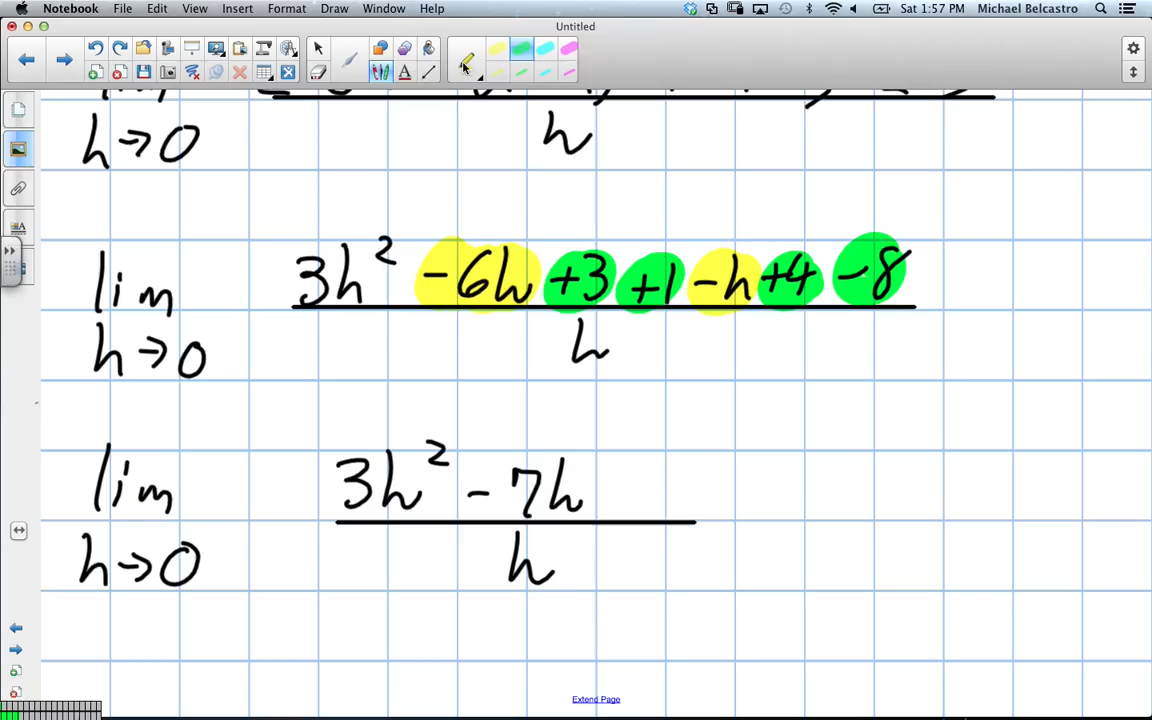 Notebook File Edit View Insert Format Draw Window Help Sat 1:57 PM Michael Belcastro
Untitled
h→0 h
lim 3h² -6h +3 +1 -h +4 -8
h→0 h
lim 3h² - 7h
h→0 h
Extend Page